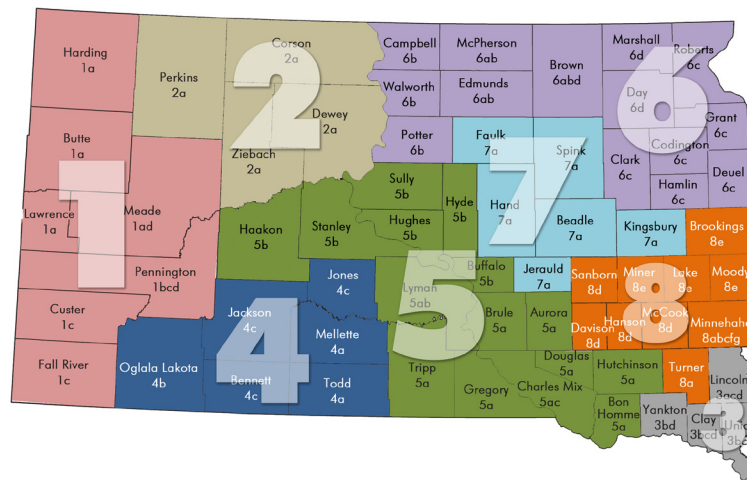 Harding
1a
Perkins
2a
Corson
2a
Campbell
6b
McPherson
6ab
Brown
6abd
Marshall
6d
Roberts
6c
Walworth
6b
Edmunds
6ab
Day
6d
Dewey
2a
Ziebach
2a
2
6
Butte
1a
Potter
6b
Faulk
7a
Spink
7a
Grant
6c
Codington
6c
Clark
6c
Hamlin
6c
Deuel
6c
Lawrence
1a
Meade
1ad
1
Sully
5b
Hyde
5b
Hand
7a
7
Haakon
5b
Stanley
5b
Hughes
5b
Beadle
7a
Kingsbury
7a
Brookings
8e
Pennington
1bcd
Jones
4c
Lyman
5ab
Buffalo
5b
Jerauld
7a
Sanborn
8d
Miner
8e
Lake
8e
Moody
8e
5
8
Custer
1c
Jackson
4c
Mellette
4a
Brule
5a
Aurora
5a
Davison
8d
Hanson
8d
McCook
8d
Minnehaha
8abcfg
4
Fall River
1c
Oglala Lakota
4b
Bennett
4c
Todd
4a
Tripp
5a
Gregory
5a
Douglas
5a
Charles Mix
5ac
Hutchinson
5a
Turner
8a
Lincoln
3acd
Bon
Homme
5a
Yankton
3bd
Clay
3bcd
3